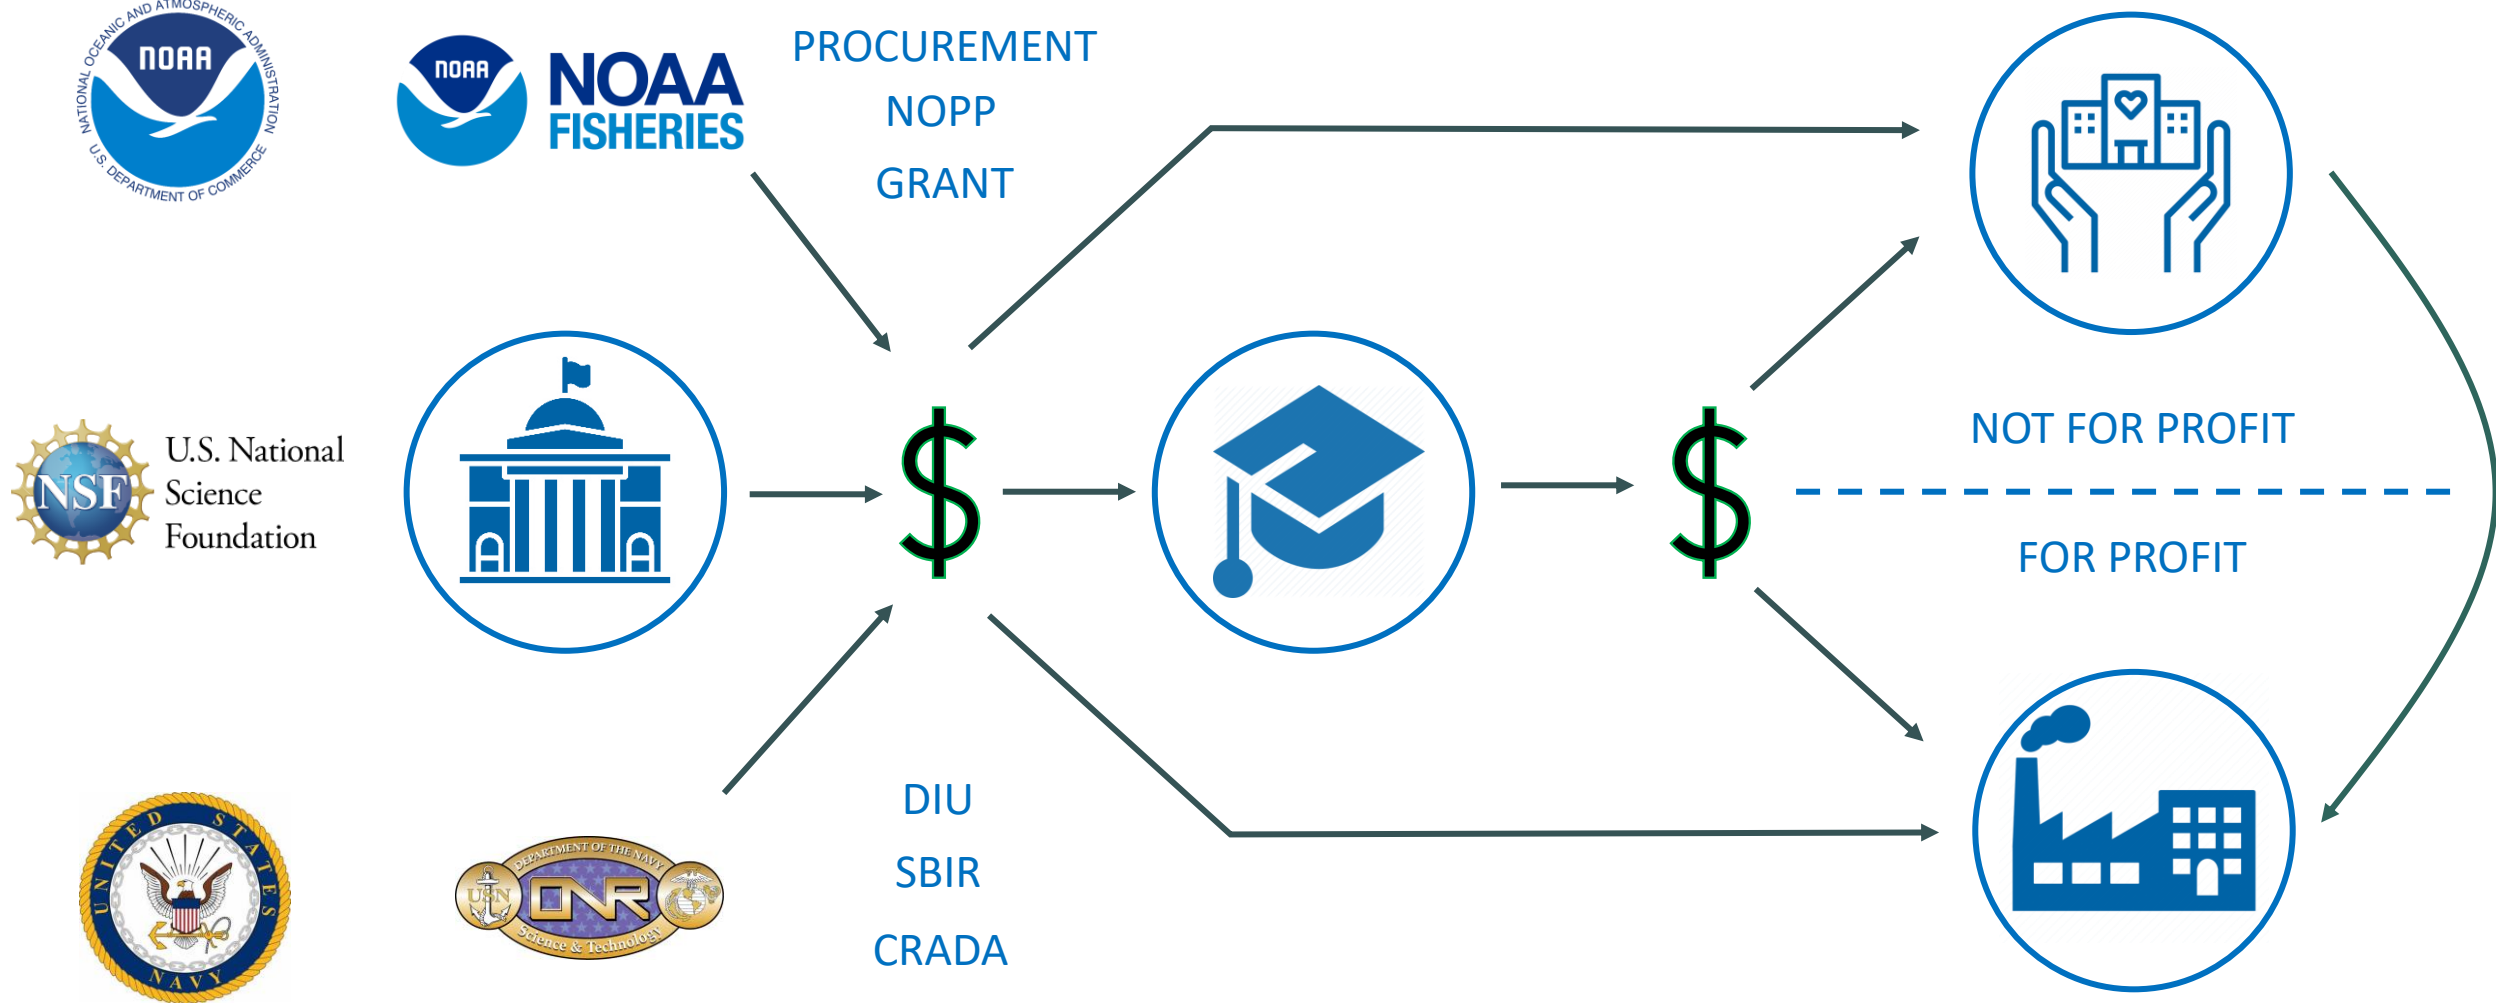 NATIONAL OCEANIC AND ATMOSPHERIC ADMINISTRATION
NOAA
U.S. DEPARTMENT OF COMMERCE
NOAA
NOAA
FISHERIES
PROCUREMENT
NOPP
GRANT
NSF
U.S. National
Science
Foundation
NOT FOR PROFIT
FOR PROFIT
UNITED STATES
NAVY
DEPARTMENT OF THE NAVY
USN
ONR
Science & Technology
DIU
SBIR
CRADA